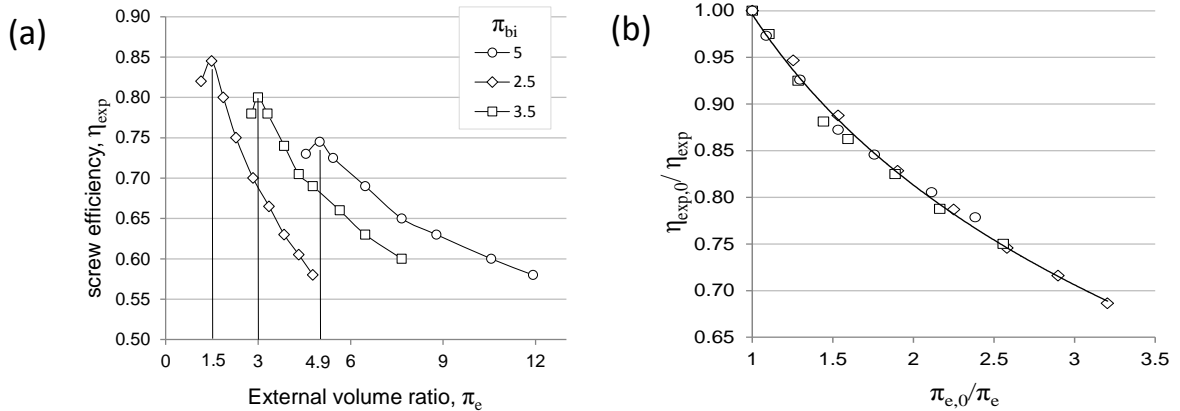 (a)
0.90
0.85
0.80
0.75
0.70
0.65
0.60
0.55
0.50
screw efficiency, ηexp
πbi
5
2.5
3.5
0 1.5 3 4.9 6 9 12
External volume ratio, πe
(b)
1.00
0.95
0.90
0.85
0.80
0.75
0.70
0.65
ηexp,0/ ηexp
1 1.5 2 2.5 3 3.5
πe,0/πe